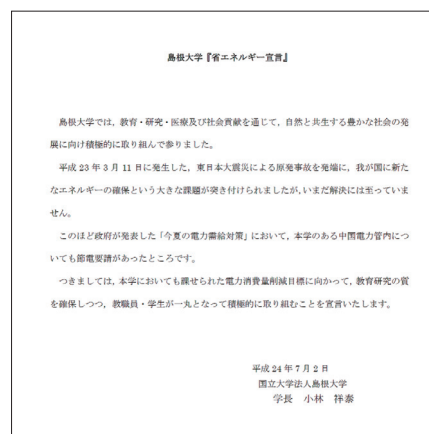 島根大学『省エネルギー宣言』
島根大学では，教育・研究・医療及び社会貢献を通じて，自然と共生する豊かな社会の発
展に向け積極的に取り組んで参りました。
平成 23 年 3 月 11 日に発生した，東日本大震災による原発事故を発端に，我が国に新た
なエネルギーの確保という大きな課題が突き付けられましたが，いまだ解決には至っていま
せん。
このほど政府が発表した「今夏の電力需給対策」において，本学のある中国電力管内につ
いても節電要請があったところです。
つきましては，本学においても課せられた電力消費量削減目標に向かって，教育研究の質
を確保しつつ，教職員・学生が一丸となって積極的に取り組むことを宣言いたします。
平成 24 年 7 月 2 日
国立大学法人島根大学
学長　小林　祥泰